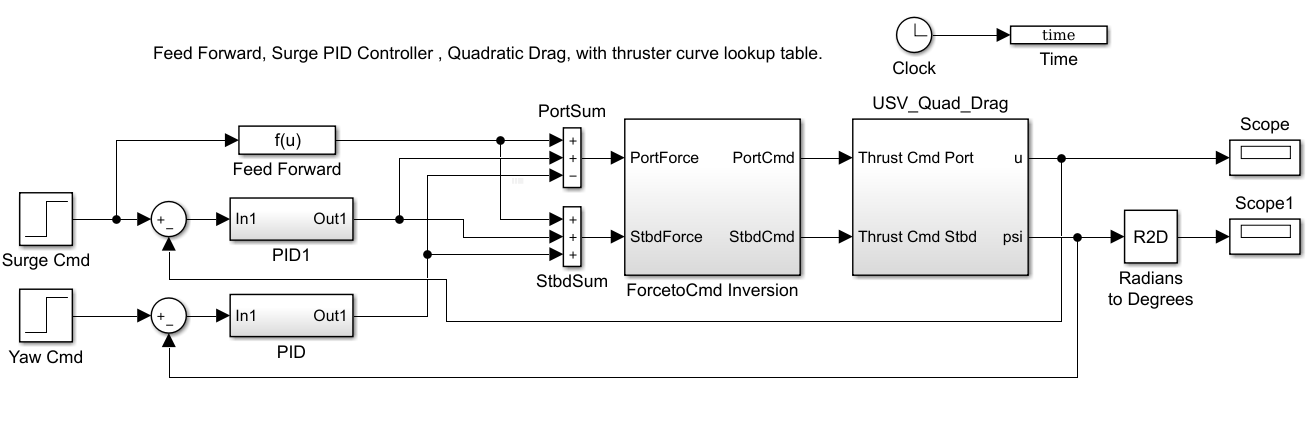 time
Feed Forward, Surge PID Controller , Quadratic Drag, with thruster curve lookup table.
Clock
Time
USV_Quad_Drag
PortSum
Scope
f(u)
+
+
−
Feed Forward
PortForce
PortCmd
Thrust Cmd Port
u
Scope1
+
−
In1
Out1
+
+
+
StbdForce
StbdCmd
Thrust Cmd Stbd
psi
R2D
Surge Cmd
PID1
StbdSum
ForcetoCmd Inversion
Radians
to Degrees
+
−
In1
Out1
Yaw Cmd
PID